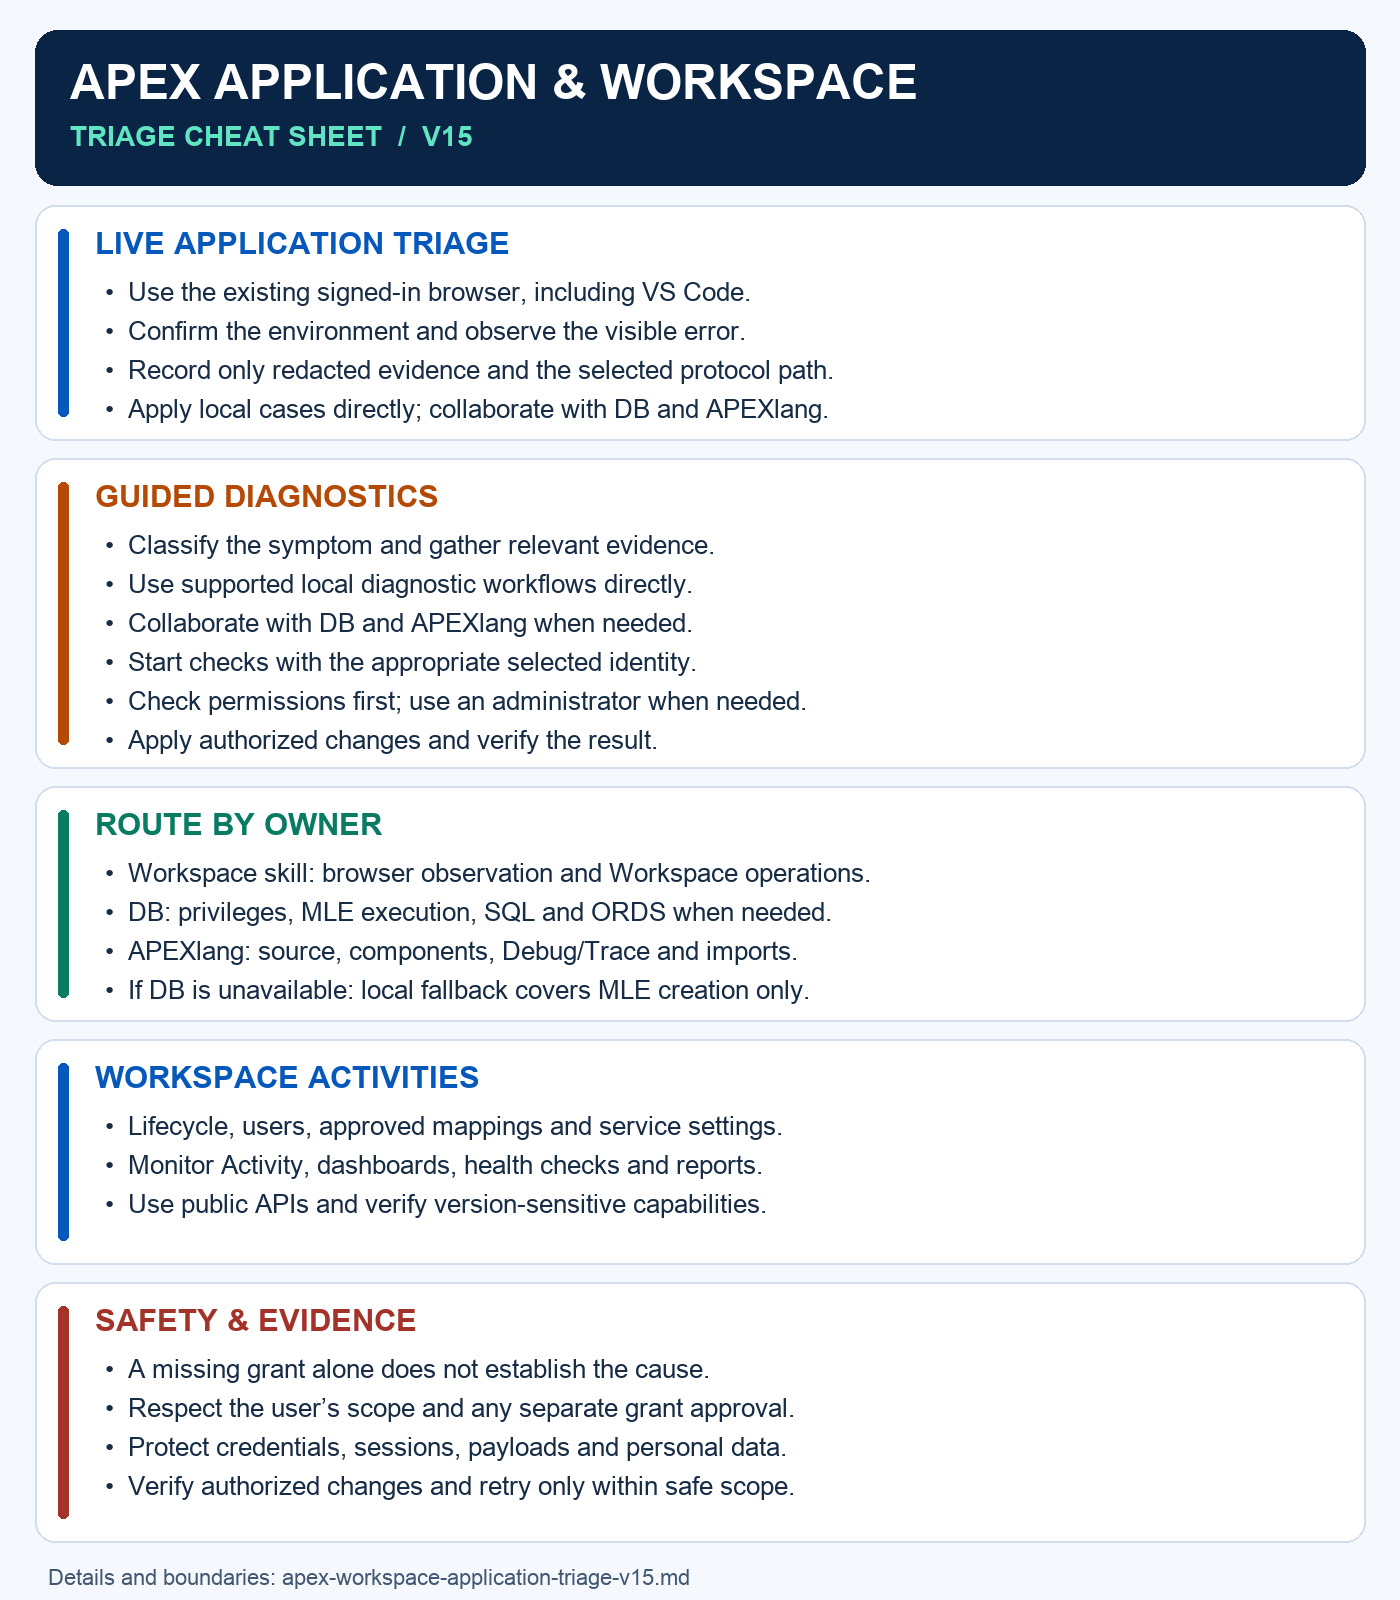 APEX APPLICATION & WORKSPACE
TRIAGE CHEAT SHEET / V15
LIVE APPLICATION TRIAGE
• Use the existing signed-in browser, including VS Code.
• Confirm the environment and observe the visible error.
• Record only redacted evidence and the selected protocol path.
• Apply local cases directly; collaborate with DB and APEXlang.
GUIDED DIAGNOSTICS
• Classify the symptom and gather relevant evidence.
• Use supported local diagnostic workflows directly.
• Collaborate with DB and APEXlang when needed.
• Start checks with the appropriate selected identity.
• Check permissions first; use an administrator when needed.
• Apply authorized changes and verify the result.
ROUTE BY OWNER
• Workspace skill: browser observation and Workspace operations.
• DB: privileges, MLE execution, SQL and ORDS when needed.
• APEXlang: source, components, Debug/Trace and imports.
• If DB is unavailable: local fallback covers MLE creation only.
WORKSPACE ACTIVITIES
• Lifecycle, users, approved mappings and service settings.
• Monitor Activity, dashboards, health checks and reports.
• Use public APIs and verify version-sensitive capabilities.
SAFETY & EVIDENCE
• A missing grant alone does not establish the cause.
• Respect the user’s scope and any separate grant approval.
• Protect credentials, sessions, payloads and personal data.
• Verify authorized changes and retry only within safe scope.
Details and boundaries: apex-workspace-application-triage-v15.md